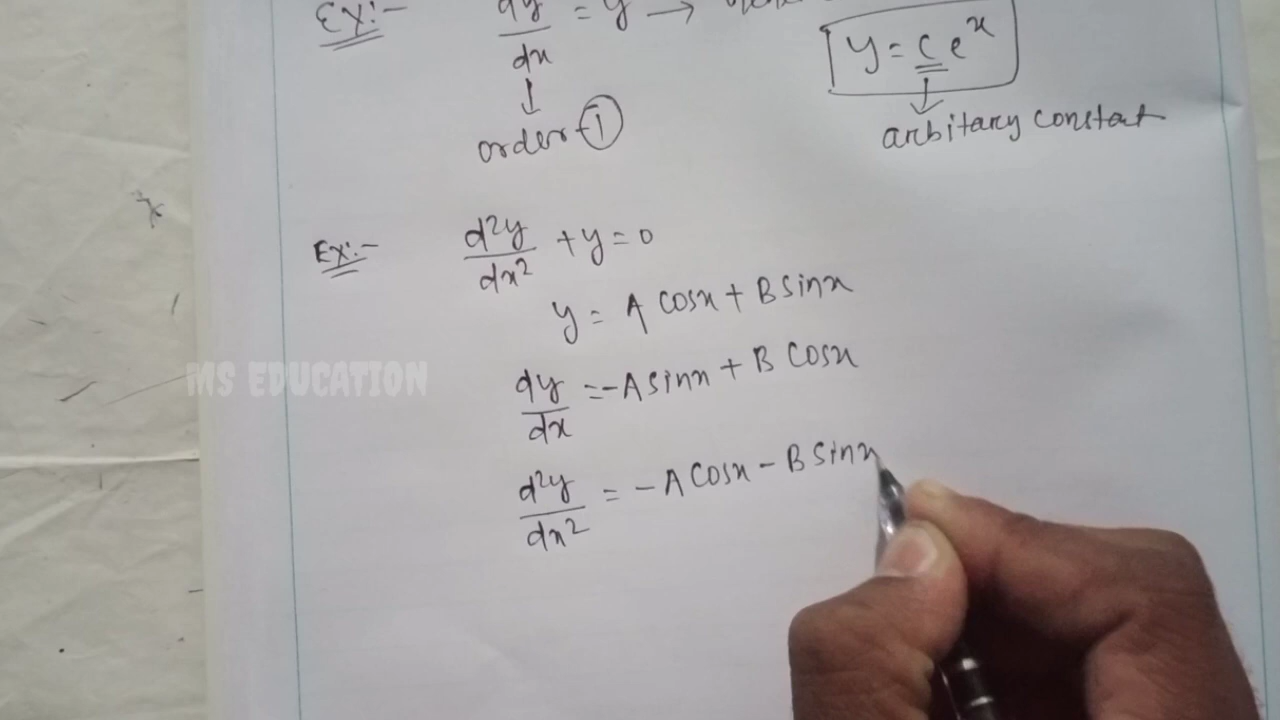 Ex:- dy/dx = y →
y = c eˣ
order-①
arbitary constat
Ex:- d²y/dx² + y = 0
y = A cosx + B sinx
MS EDUCATION
dy/dx = -A sinx + B cosx
d²y/dx² = -A cosx - B sinx